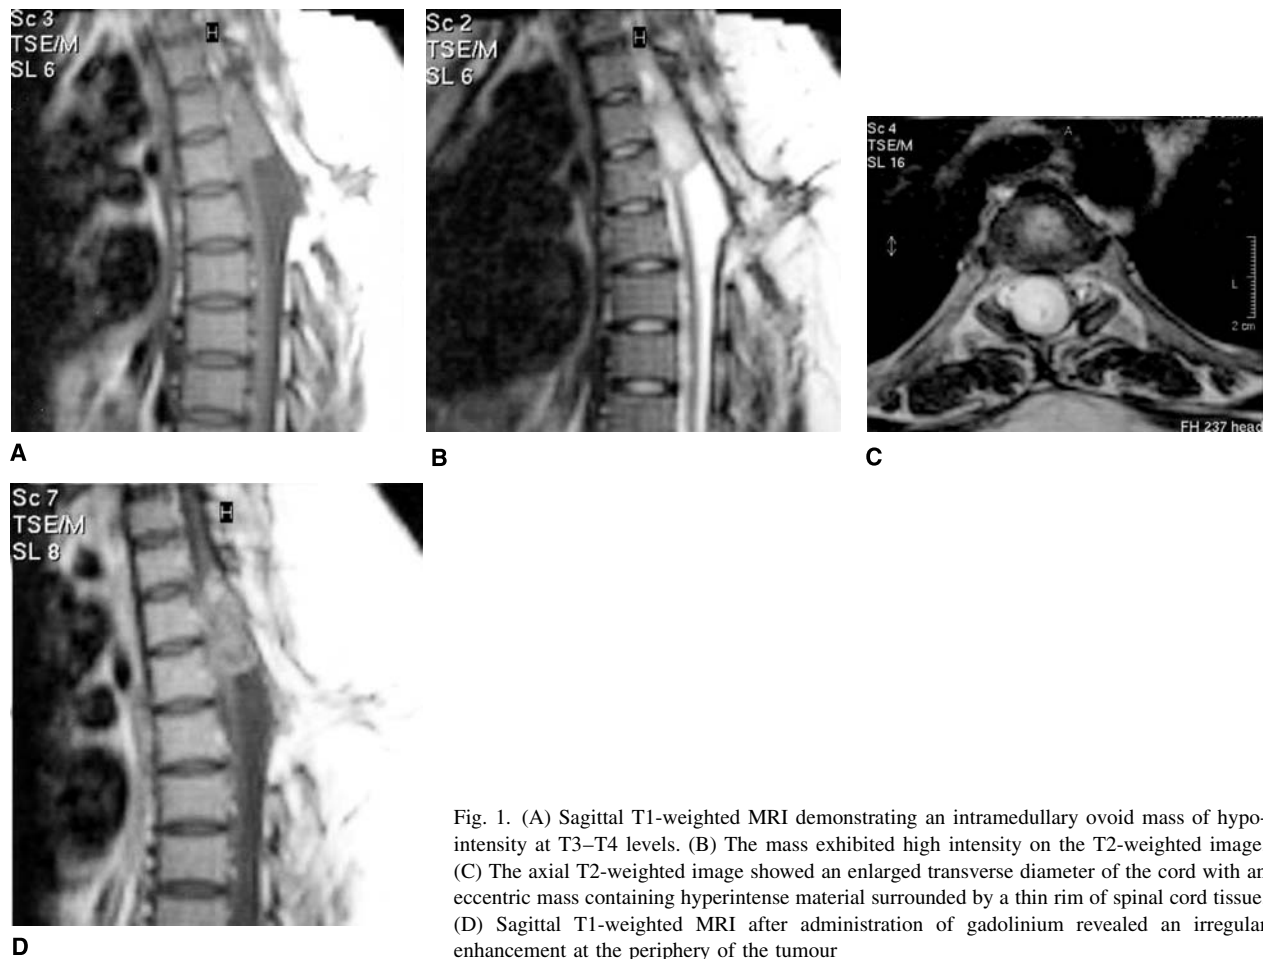 Sc 3
TSE/M
SL 6
H
A
Sc 2
TSE/M
SL 6
H
B
Sc 4
TSE/M
SL 16
A
L
2 cm
FH 237 head
C
Sc 7
TSE/M
SL 8
H
D
Fig. 1. (A) Sagittal T1-weighted MRI demonstrating an intramedullary ovoid mass of hypo-
intensity at T3–T4 levels. (B) The mass exhibited high intensity on the T2-weighted image
(C) The axial T2-weighted image showed an enlarged transverse diameter of the cord with an
eccentric mass containing hyperintense material surrounded by a thin rim of spinal cord tissue
(D) Sagittal T1-weighted MRI after administration of gadolinium revealed an irregular
enhancement at the periphery of the tumour